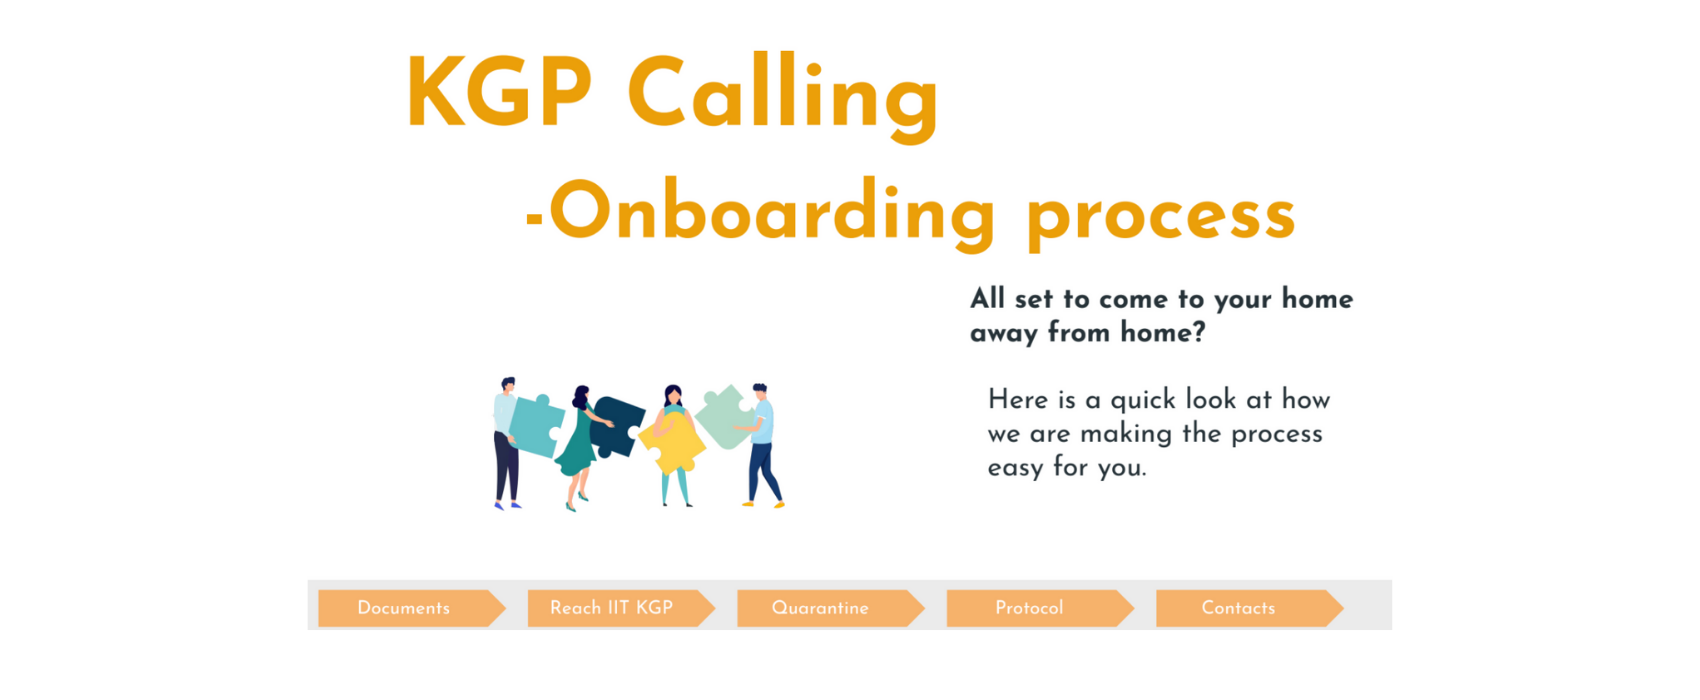 KGP Calling
-Onboarding process
All set to come to your home
away from home?
Here is a quick look at how
we are making the process
easy for you.
Documents
Reach IIT KGP
Quarantine
Protocol
Contacts